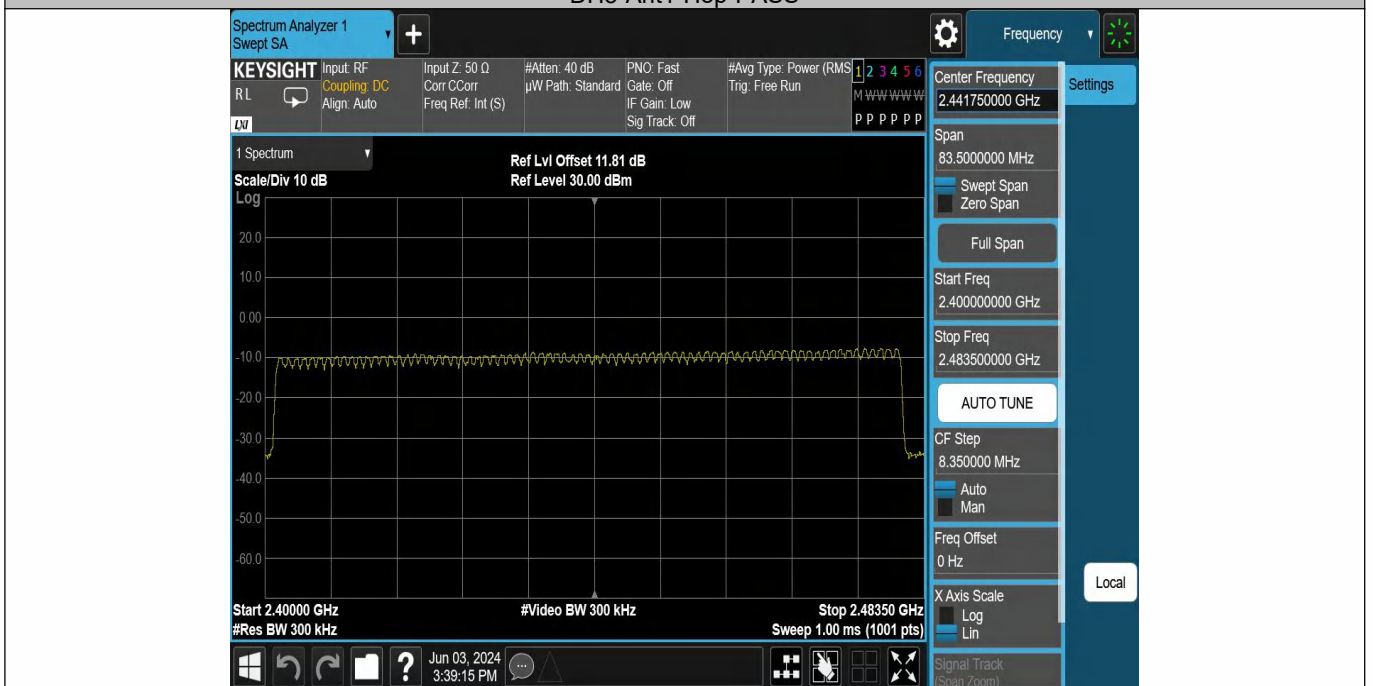 DH5-Ant1-Hop-PASS
Spectrum Analyzer 1
Swept SA
Frequency
KEYSIGHT
RL
LXI
Input: RF
Coupling: DC
Align: Auto
Input Z: 50 Ω
Corr CCorr
Freq Ref: Int (S)
#Atten: 40 dB
µW Path: Standard
PNO: Fast
Gate: Off
IF Gain: Low
Sig Track: Off
#Avg Type: Power (RMS
Trig: Free Run
1 2 3 4 5 6
M W W W W W
P P P P P P
Center Frequency
2.441750000 GHz
Settings
Span
83.5000000 MHz
Swept Span
Zero Span
Full Span
Start Freq
2.400000000 GHz
Stop Freq
2.483500000 GHz
AUTO TUNE
CF Step
8.350000 MHz
Auto
Man
Freq Offset
0 Hz
X Axis Scale
Log
Lin
Signal Track
(Span Zoom)
Local
1 Spectrum
Scale/Div 10 dB
Log
Ref Lvl Offset 11.81 dB
Ref Level 30.00 dBm
20.0
10.0
0.00
-10.0
-20.0
-30.0
-40.0
-50.0
-60.0
Start 2.40000 GHz
#Video BW 300 kHz
Stop 2.48350 GHz
#Res BW 300 kHz
Sweep 1.00 ms (1001 pts)
?
Jun 03, 2024
3:39:15 PM